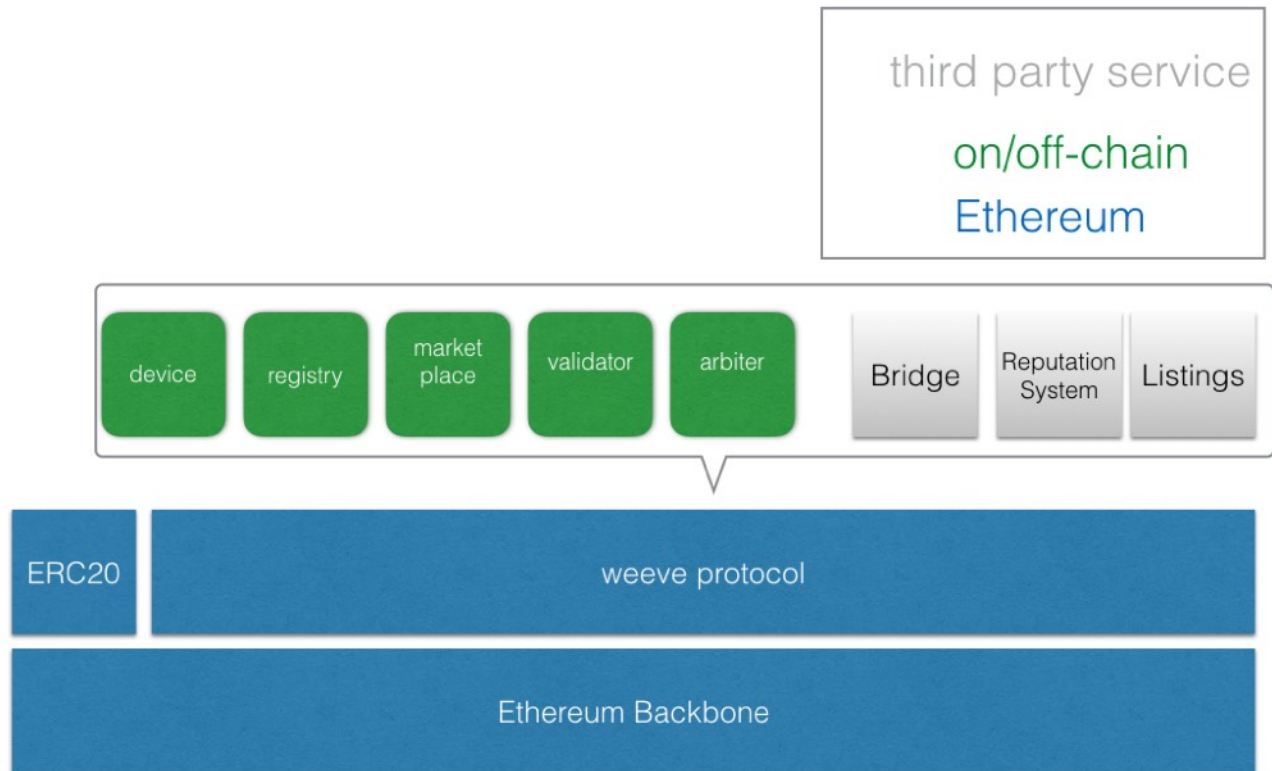 third party service
on/off-chain
Ethereum
device
registry
market
place
validator
arbiter
Bridge
Reputation
System
Listings
ERC20
weeve protocol
Ethereum Backbone